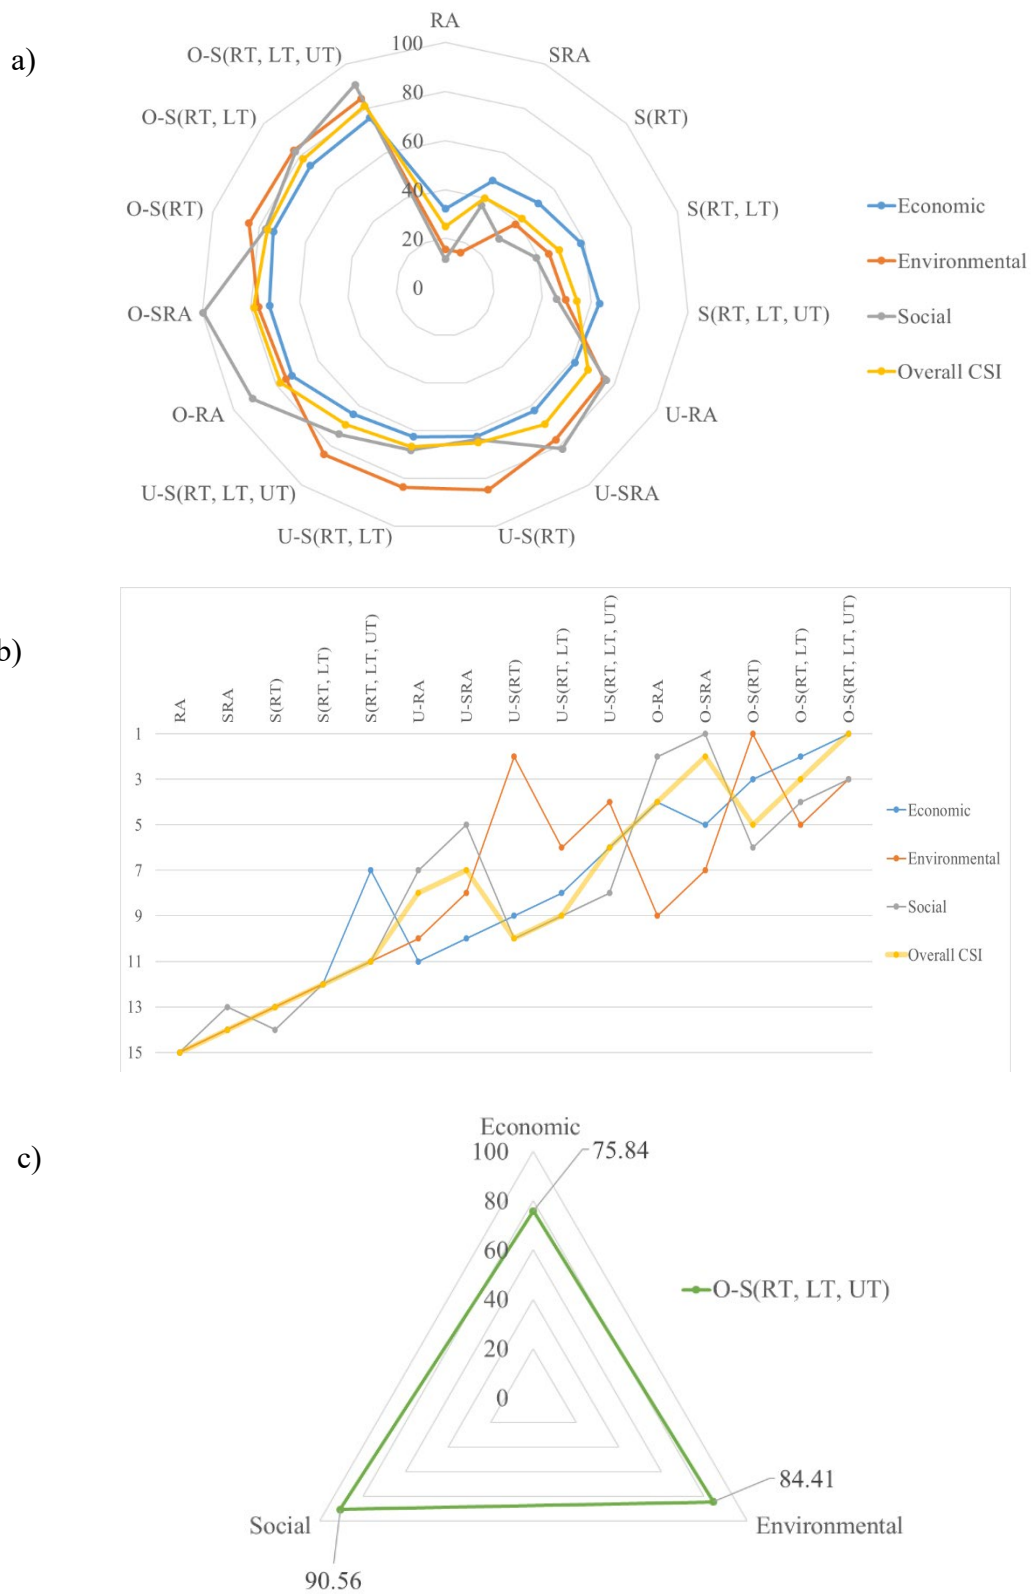 a)
RA
SRA
S(RT)
S(RT, LT)
S(RT, LT, UT)
U-RA
U-SRA
U-S(RT)
U-S(RT, LT)
U-S(RT, LT, UT)
O-RA
O-SRA
O-S(RT)
O-S(RT, LT)
O-S(RT, LT, UT)
100
80
60
40
20
0
Economic
Environmental
Social
Overall CSI
b)
RA
SRA
S(RT)
S(RT, LT)
S(RT, LT, UT)
U-RA
U-SRA
U-S(RT)
U-S(RT, LT)
U-S(RT, LT, UT)
O-RA
O-SRA
O-S(RT)
O-S(RT, LT)
O-S(RT, LT, UT)
1
3
5
7
9
11
13
15
Economic
Environmental
Social
Overall CSI
c)
Economic
100
80
60
40
20
0
75.84
O-S(RT, LT, UT)
84.41
Social
Environmental
90.56